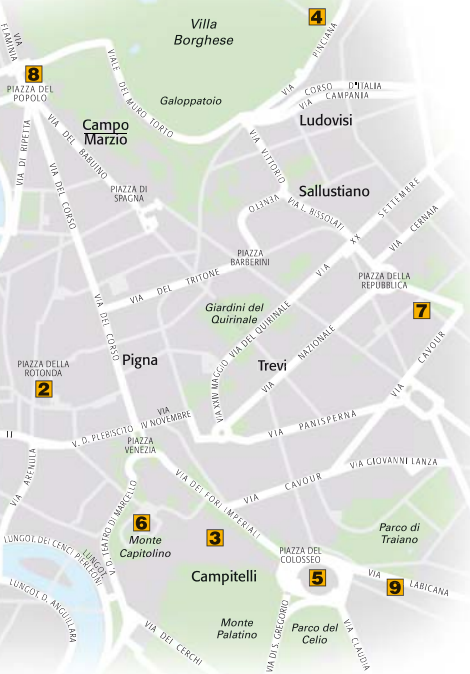 4
Villa
Borghese
VIA
FLAMINIA
VIA
PINCIANA
8
PIAZZA DEL
POPOLO
VIALE
DEL MURO TORTO
Galoppatoio
VIA CORSO D'ITALIA
VIA CAMPANIA
Ludovisi
Campo
Marzio
VIA DI RIPETTA
VIA DEL BABUINO
VIA DEL CORSO
VIA VITTORIO
VENETO
PIAZZA DI
SPAGNA
Sallustiano
VIA L. BISSOLATI
VIA XX SETTEMBRE
VIA CERNAIA
PIAZZA
BARBERINI
VIA DEL TRITONE
PIAZZA DELLA
REPUBBLICA
7
Giardini del
Quirinale
VIA DEL CORSO
VIA XXIV MAGGIO
VIA DEL QUIRINALE
VIA NAZIONALE
VIA CAVOUR
Pigna
Trevi
PIAZZA DELLA
ROTONDA
2
VIA
IV NOVEMBRE
V. D. PLEBISCITO
VIA PANISPERNA
II
PIAZZA
VENEZIA
VIA ARENULA
VIA DEI FORI IMPERIALI
VIA CAVOUR
VIA GIOVANNI LANZA
V. D. TEATRO DI MARCELLO
6
Monte
Capitolino
3
Parco di
Traiano
LUNGOT. DEI CENCI
LUNGOT.
PIERLEONI
PIAZZA DEL
COLOSSEO
5
Campitelli
VIA LABICANA
9
LUNGOT. D. ANGUILLARA
Monte
Palatino
Parco del
Celio
VIA DEI CERCHI
VIA DI S. GREGORIO
VIA CLAUDIA